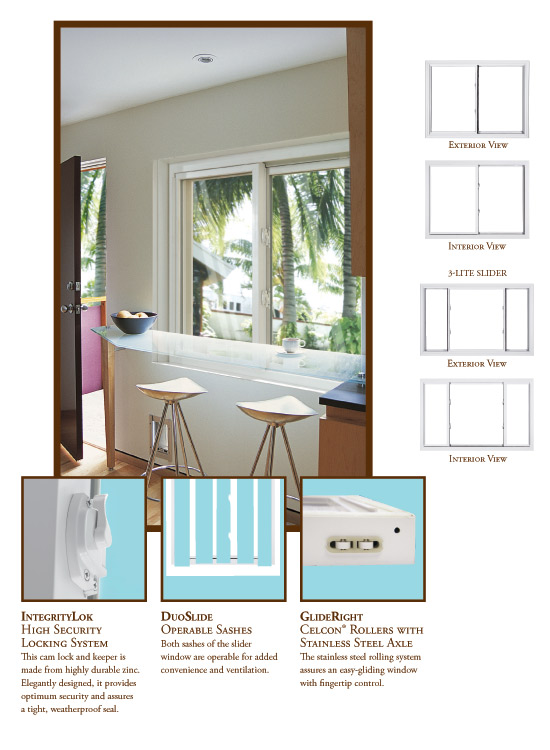 Exterior View
Interior View
3-LITE SLIDER
Exterior View
Interior View
IntegrityLok
High Security
Locking System
This cam lock and keeper is
made from highly durable zinc.
Elegantly designed, it provides
optimum security and assures
a tight, weatherproof seal.
DuoSlide
Operable Sashes
Both sashes of the slider
window are operable for added
convenience and ventilation.
GlideRight
Celcon® Rollers with
Stainless Steel Axle
The stainless steel rolling system
assures an easy-gliding window
with fingertip control.